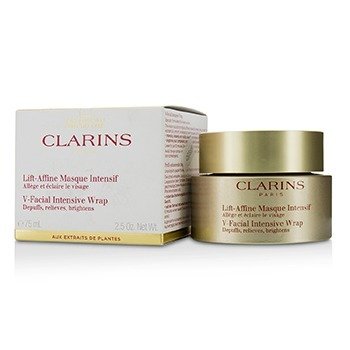 CLARINS
Lift-Affine Masque Intensif
Allège et éclaire le visage
V-Facial Intensive Wrap
Depuffs, relieves, brightens
℮75mL 2.5 Oz. Net Wt.
AUX EXTRAITS DE PLANTES
CLARINS
PARIS
Lift-Affine Masque Intensif
Allège et éclaire le visage
V-Facial Intensive Wrap
Depuffs, relieves, brightens